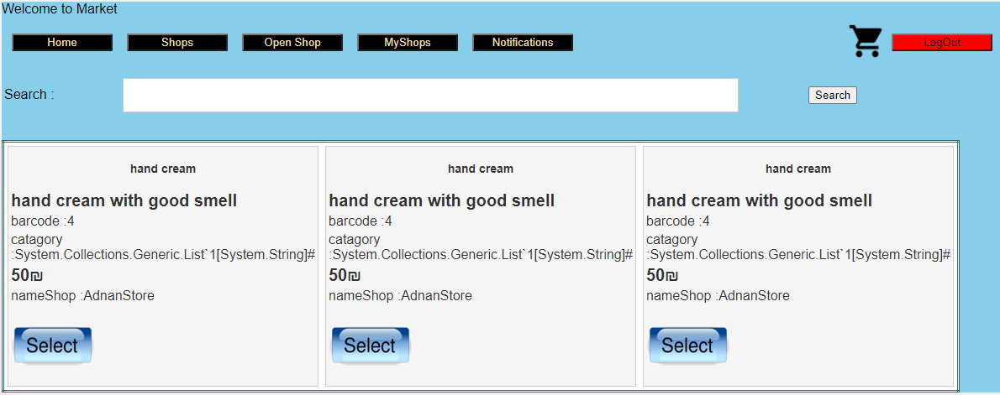 Welcome to Market
Home Shops Open Shop MyShops Notifications LogOut
Search : Search
hand cream
hand cream with good smell
barcode :4
catagory
:System.Collections.Generic.List`1[System.String]#
50₪
nameShop :AdnanStore
Select
hand cream
hand cream with good smell
barcode :4
catagory
:System.Collections.Generic.List`1[System.String]#
50₪
nameShop :AdnanStore
Select
hand cream
hand cream with good smell
barcode :4
catagory
:System.Collections.Generic.List`1[System.String]#
50₪
nameShop :AdnanStore
Select